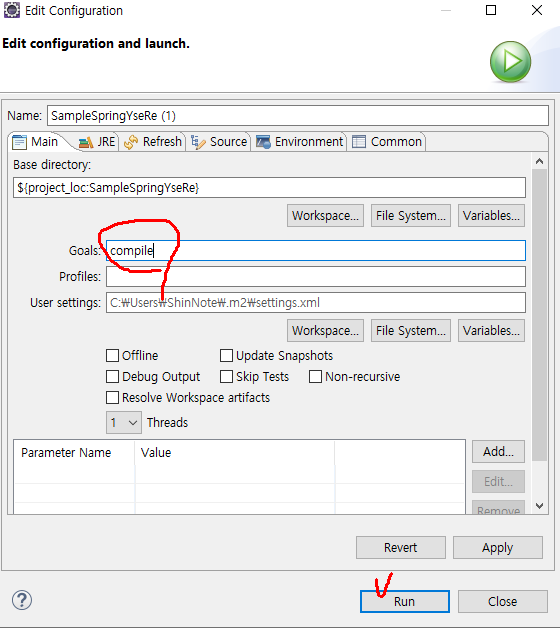 Edit Configuration
Edit configuration and launch.
Name: SampleSpringYseRe (1)
Main JRE Refresh Source Environment Common
Base directory:
${project_loc:SampleSpringYseRe}
Workspace... File System... Variables...
Goals: compile
Profiles:
User settings: C:₩Users₩ShinNote₩.m2₩settings.xml
Workspace... File System... Variables...
Offline Update Snapshots
Debug Output Skip Tests Non-recursive
Resolve Workspace artifacts
1 Threads
Parameter Name Value Add...
Edit...
Remove
Revert Apply
? Run Close